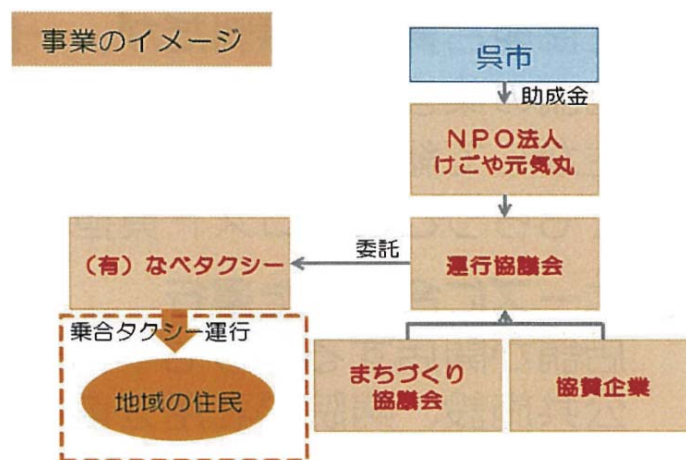 事業のイメージ
呉市
助成金
NPO法人
けごや元気丸
運行協議会
委託
（有）なべタクシー
乗合タクシー運行
地域の住民
まちづくり
協議会
協賛企業